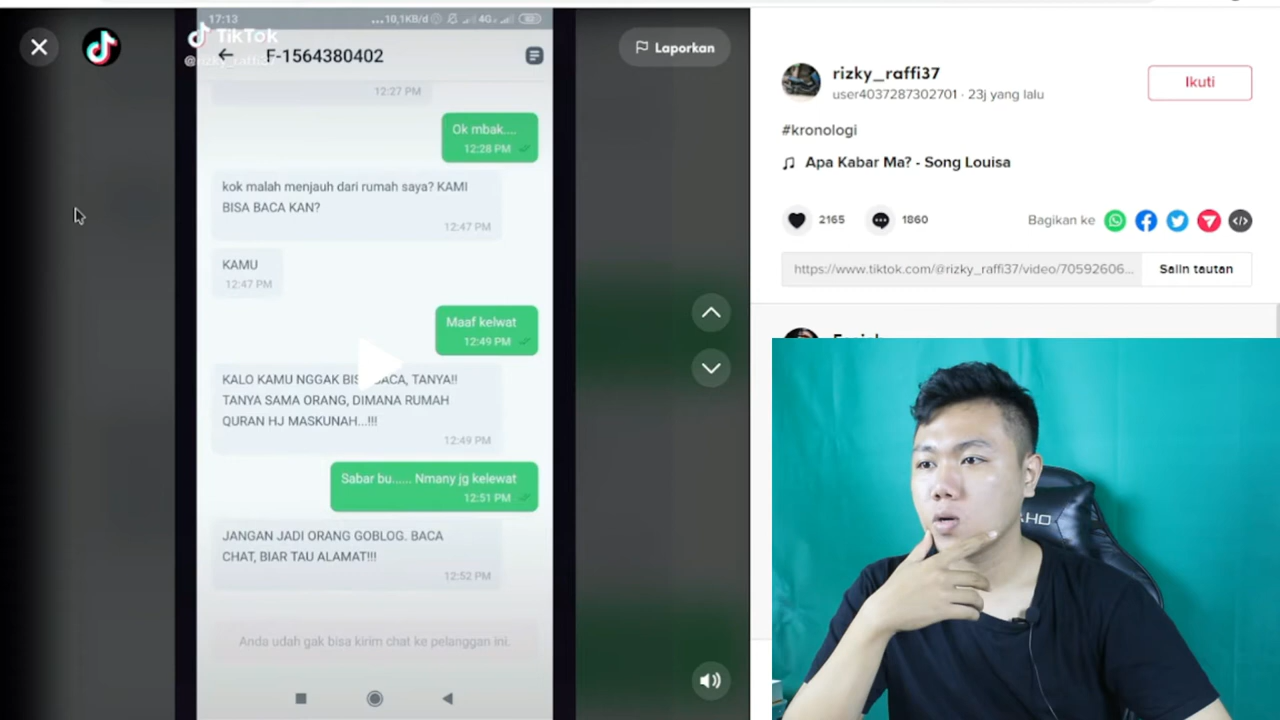 17:13
...10,1KB/d
4G
TikTok
F-1564380402
12:27 PM
Ok mbak....
12:28 PM
kok malah menjauh dari rumah saya? KAMI
BISA BACA KAN?
12:47 PM
KAMU
12:47 PM
Maaf kelwat
12:49 PM
KALO KAMU NGGAK BISA BACA, TANYA!!
TANYA SAMA ORANG, DIMANA RUMAH
QURAN HJ MASKUNAH...!!!
12:49 PM
Sabar bu...... Nmany jg kelewat
12:51 PM
JANGAN JADI ORANG GOBLOG. BACA
CHAT, BIAR TAU ALAMAT!!!
12:52 PM
Anda udah gak bisa kirim chat ke pelanggan ini.
Laporkan
rizky_raffi37
user4037287302701 · 23j yang lalu
Ikuti
#kronologi
Apa Kabar Ma? - Song Louisa
2165
1860
Bagikan ke
https://www.tiktok.com/@rizky_raffi37/video/70592606...
Salin tautan